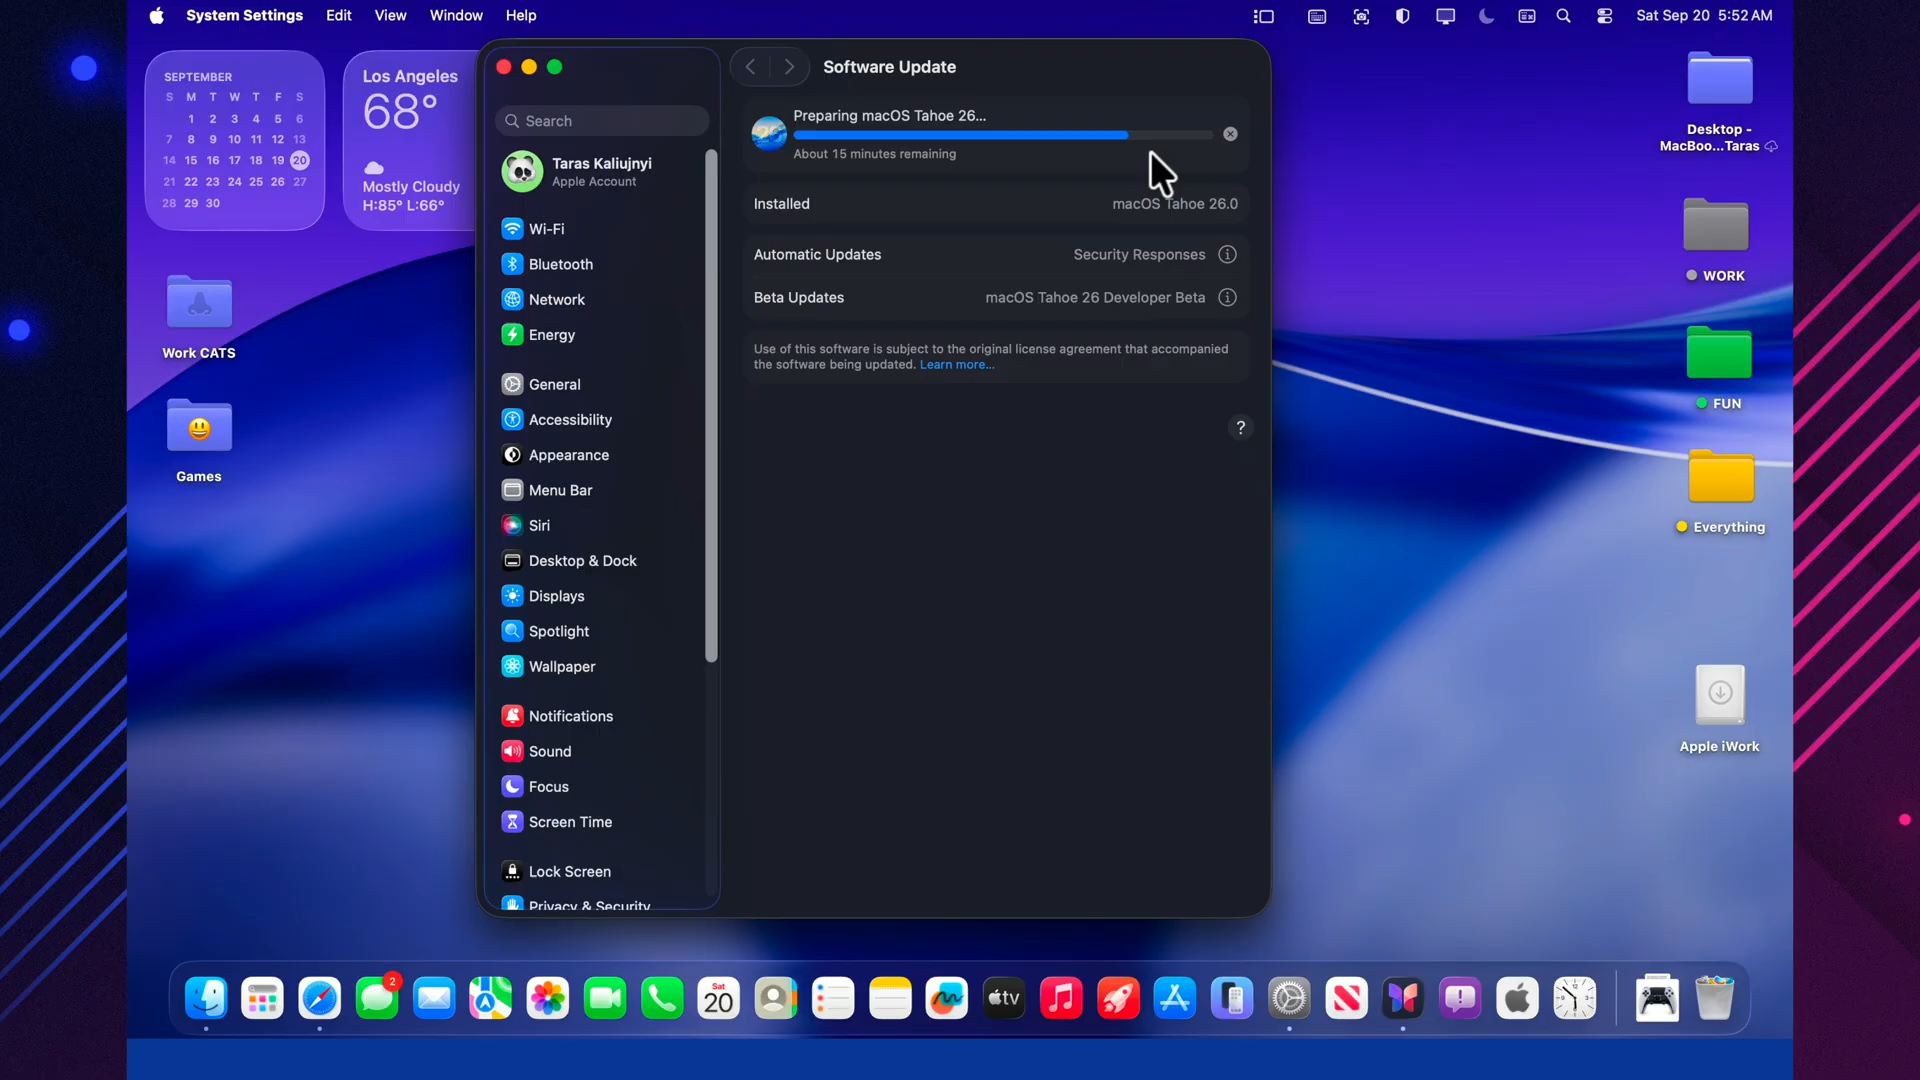 System Settings Edit View Window Help
Sat Sep 20 5:52 AM
SEPTEMBER
S M T W T F S
1 2 3 4 5 6
7 8 9 10 11 12 13
14 15 16 17 18 19 20
21 22 23 24 25 26 27
28 29 30
Los Angeles
68°
Mostly Cloudy
H:85° L:66°
Work CATS
Games
Search
Taras Kaliujnyi
Apple Account
Wi-Fi
Bluetooth
Network
Energy
General
Accessibility
Appearance
Menu Bar
Siri
Desktop & Dock
Displays
Spotlight
Wallpaper
Notifications
Sound
Focus
Screen Time
Lock Screen
Privacy & Security
Software Update
Preparing macOS Tahoe 26...
About 15 minutes remaining
Installed
macOS Tahoe 26.0
Automatic Updates
Security Responses
Beta Updates
macOS Tahoe 26 Developer Beta
Use of this software is subject to the original license agreement that accompanied
the software being updated. Learn more...
?
Desktop -
MacBoo...Taras
WORK
FUN
Everything
Apple iWork
2
Sat
20
tv